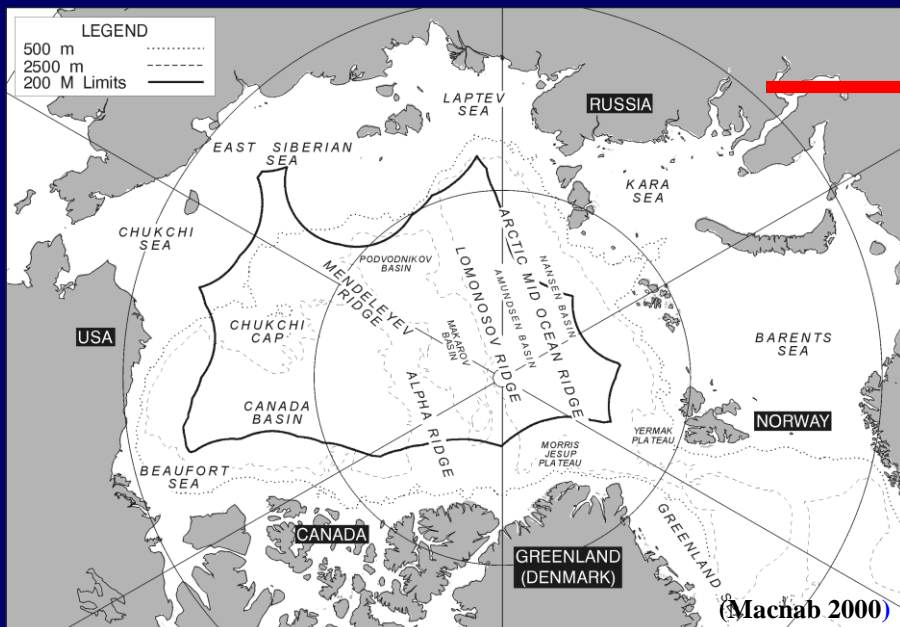 LEGEND
500 m
2500 m
200 M Limits
LAPTEV
SEA
RUSSIA
EAST SIBERIAN
SEA
KARA
SEA
CHUKCHI
SEA
ARCTIC MID OCEAN RIDGE
NANSEN BASIN
PODVODNIKOV
BASIN
LOMONOSOV RIDGE
AMUNDSEN BASIN
MENDELEYEV
RIDGE
USA
CHUKCHI
CAP
MAKAROV
BASIN
BARENTS
SEA
ALPHA RIDGE
CANADA
BASIN
NORWAY
YERMAK
PLATEAU
MORRIS
JESUP
PLATEAU
BEAUFORT
SEA
CANADA
GREENLAND
(DENMARK)
GREENLAND S
(Macnab 2000)